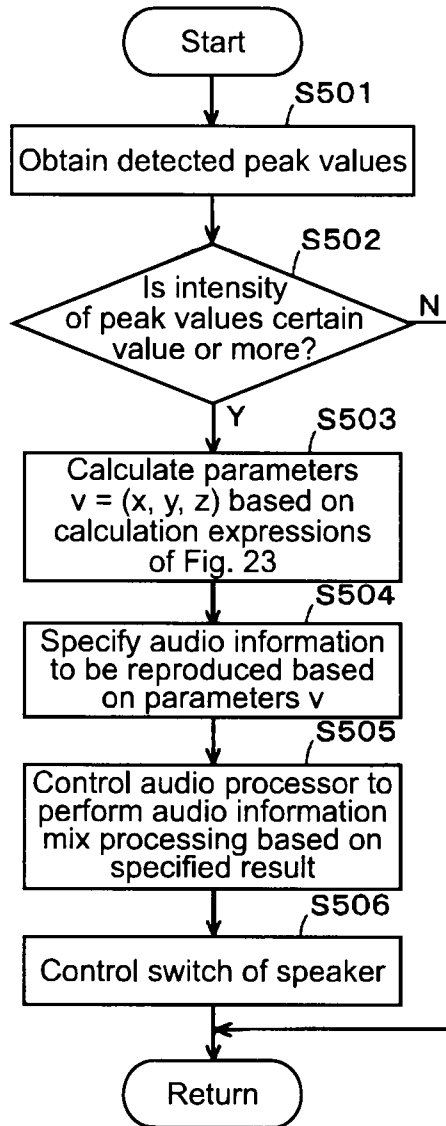 Start
S501
Obtain detected peak values
S502
Is intensity
of peak values certain
value or more?
N
Y
S503
Calculate parameters
v = (x, y, z) based on
calculation expressions
of Fig. 23
S504
Specify audio information
to be reproduced based
on parameters v
S505
Control audio processor to
perform audio information
mix processing based on
specified result
S506
Control switch of speaker
Return